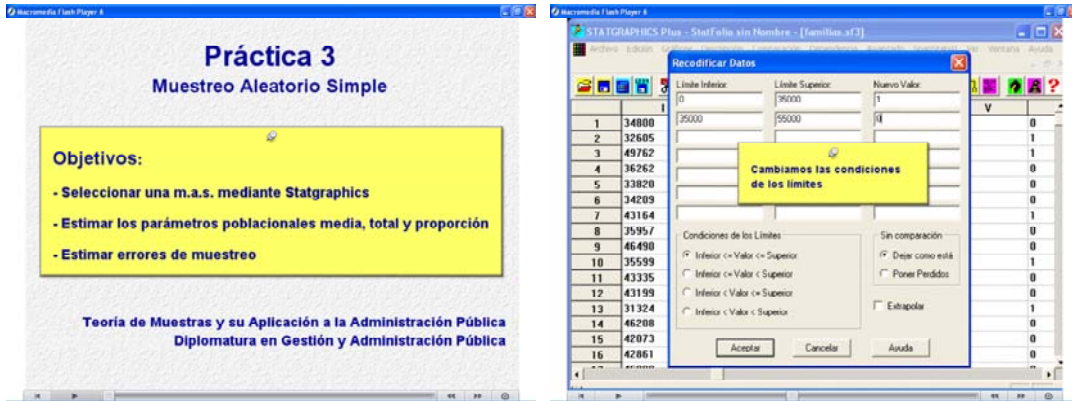 Macromedia Flash Player 6
Práctica 3
Muestreo Aleatorio Simple
Objetivos:
- Seleccionar una m.a.s. mediante Statgraphics
- Estimar los parámetros poblacionales media, total y proporción
- Estimar errores de muestreo
Teoría de Muestras y su Aplicación a la Administración Pública
Diplomatura en Gestión y Administración Pública
Macromedia Flash Player 6
STATGRAPHICS Plus - StatFolio sin Nombre - [familias.sf3]
Archivo Edición Ventana Ayuda
Recodificar Datos
Límite Inferior: Límite Superior: Nuevo Valor:
0 35000 1
35000 55000 0
Cambiamos las condiciones
de los límites
Condiciones de los Límites
Inferior <= Valor <= Superior
Inferior <= Valor < Superior
Inferior < Valor <= Superior
Inferior < Valor < Superior
Sin comparación
Dejar como está
Poner Perdidos
Extrapolar
Aceptar Cancelar Ayuda
V
1 34800 0
2 32605 1
3 49762 1
4 36262 0
5 33820 0
6 34209 0
7 43164 1
8 35957 0
9 46490 0
10 35599 1
11 43335 0
12 43199 0
13 31324 1
14 46208 0
15 42073 0
16 42861 0